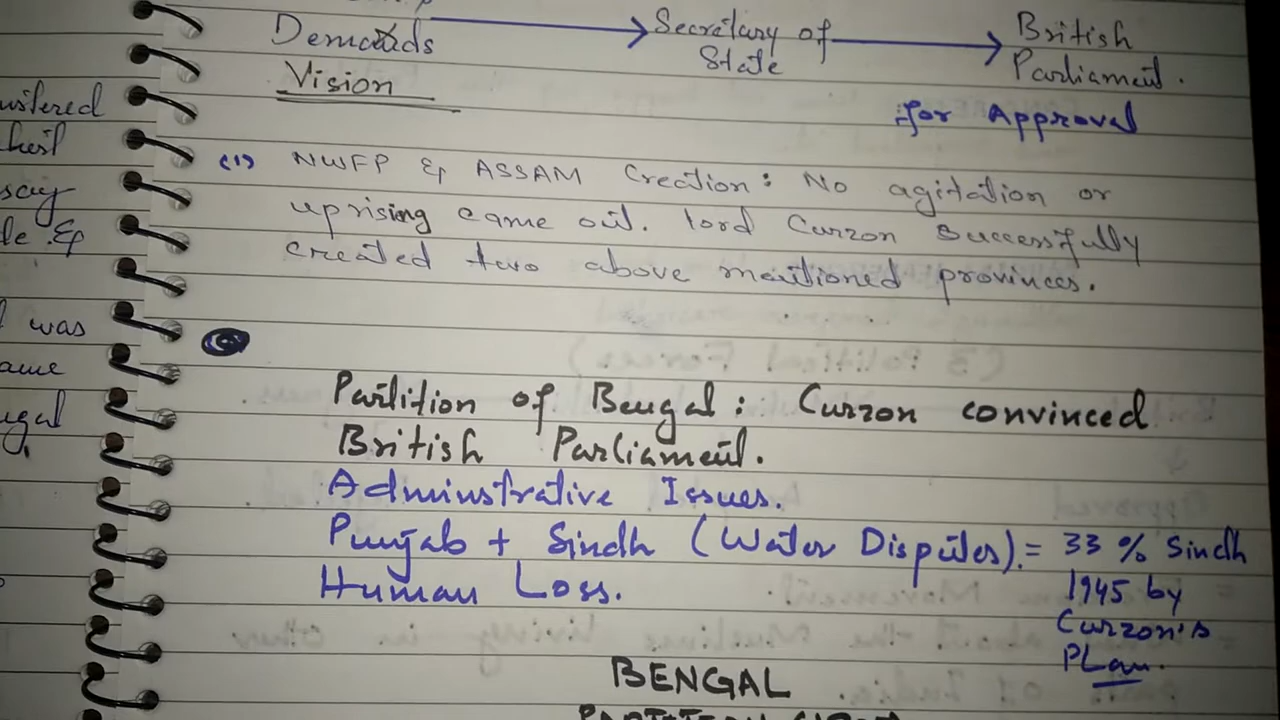 Demands
Secretary of
State
British
Parliament.
Vision
for Approval
(1) NWFP & ASSAM Creation: No agitation or
uprising came out. lord Curzon Successfully
created two above mentioned provinces.
Partition of Bengal: Curzon convinced
British Parliament.
Adminstrative Issues.
Punjab + Sindh (Water Disputes). = 33 % Sindh
Human Loss.
1945 by
Curzon's
PLan.
BENGAL
was